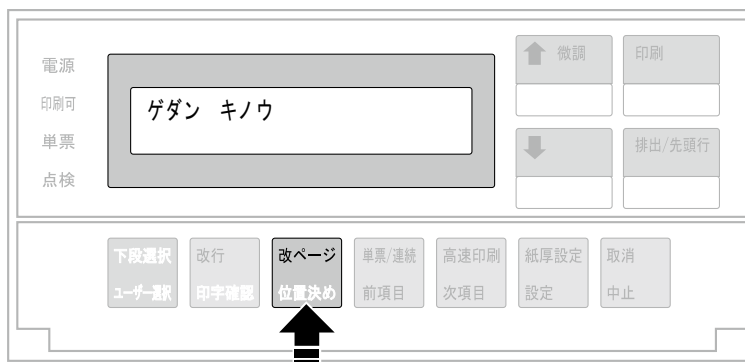 電源
印刷可
単票
点検
ゲダン キノウ
微調
印刷
排出/先頭行
下段選択
ユーザー選択
改行
印字確認
改ページ
位置決め
単票/連続
前項目
高速印刷
次項目
紙厚設定
設定
取消
中止